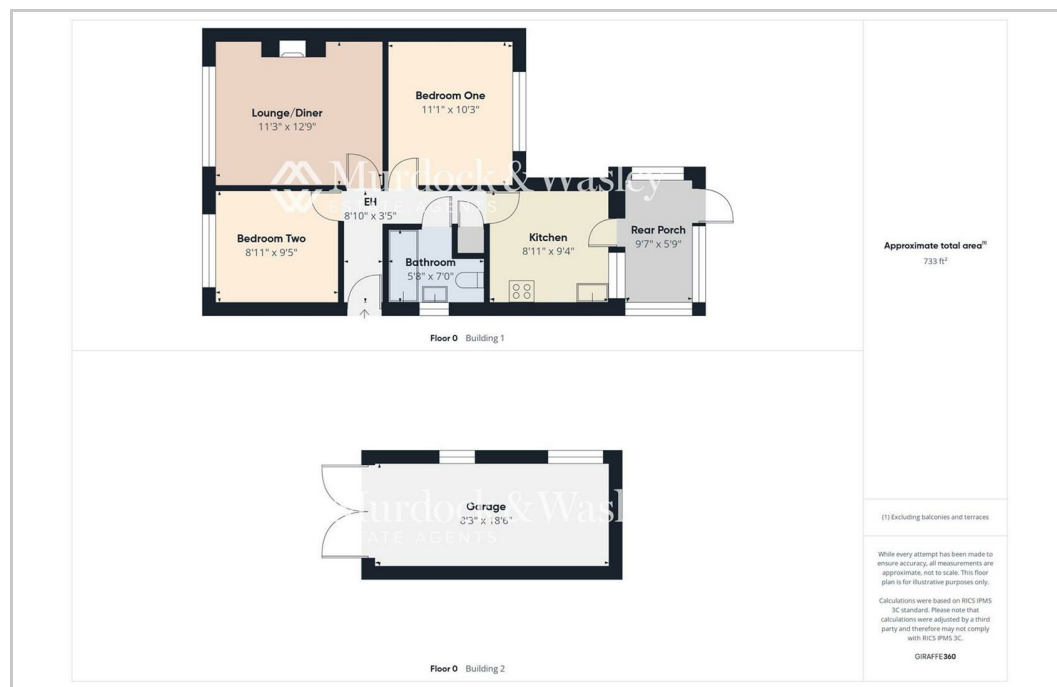 Lounge/Diner
11'3" x 12'9"
Bedroom One
11'1" x 10'3"
Murdock & Wasley
ESTATE AGENTS
EH
8'10" x 3'5"
Bedroom Two
8'11" x 9'5"
Bathroom
5'8" x 7'0"
Kitchen
8'11" x 9'4"
Rear Porch
9'7" x 5'9"
Floor 0 Building 1
Garage
8'3" x 18'6"
Murdock & Wasley
ESTATE AGENTS
Floor 0 Building 2
Approximate total area(1)
733 ft²
(1) Excluding balconies and terraces
While every attempt has been made to
ensure accuracy, all measurements are
approximate, not to scale. This floor
plan is for illustrative purposes only.
Calculations were based on RICS IPMS
3C standard. Please note that
calculations were adjusted by a third
party and therefore may not comply
with RICS IPMS 3C.
GIRAFFE360